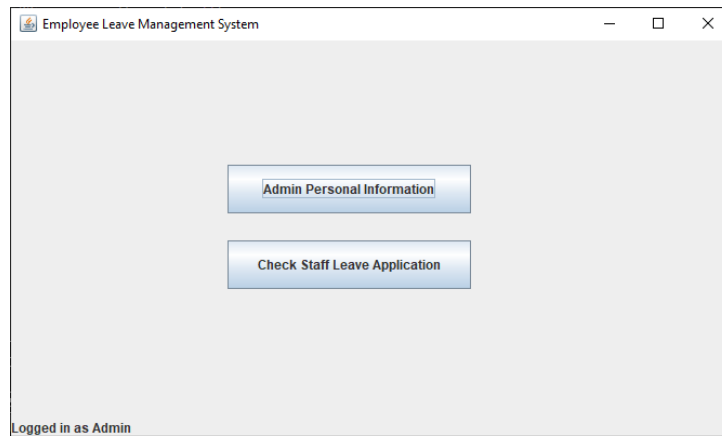 Employee Leave Management System
Admin Personal Information
Check Staff Leave Application
Logged in as Admin